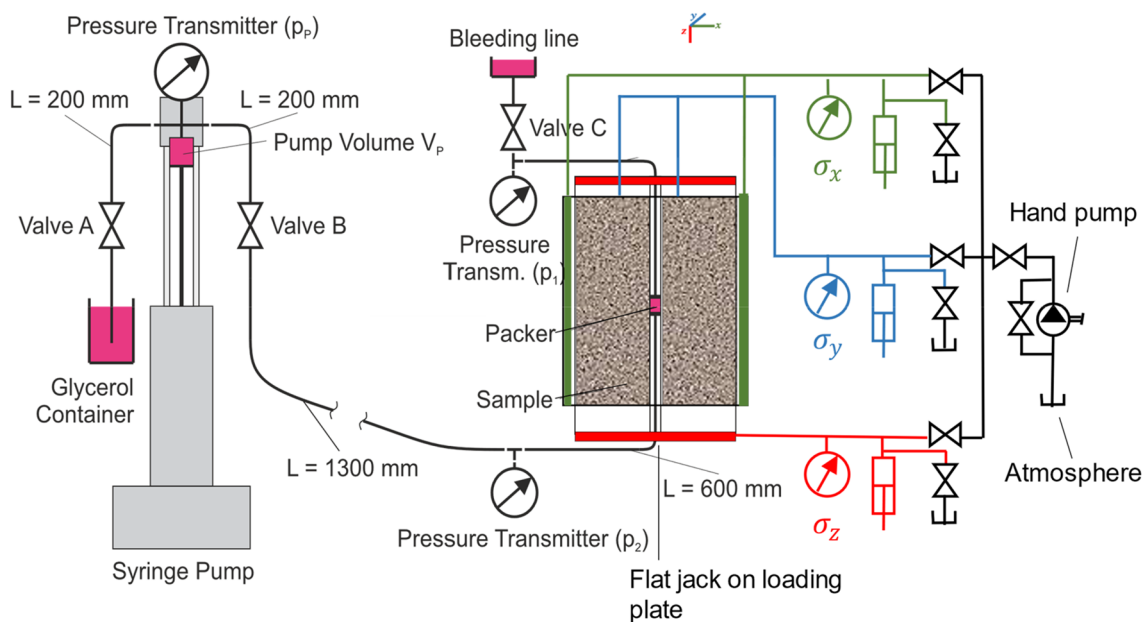 Pressure Transmitter (pₚ)
L = 200 mm
L = 200 mm
Pump Volume Vₚ
Valve A
Valve B
Glycerol
Container
L = 1300 mm
Syringe Pump
Bleeding line
Valve C
Pressure
Transm. (p₁)
Packer
Sample
Pressure Transmitter (p₂)
L = 600 mm
Flat jack on loading
plate
y
x
z
σₓ
σ_y
σ_z
Hand pump
Atmosphere